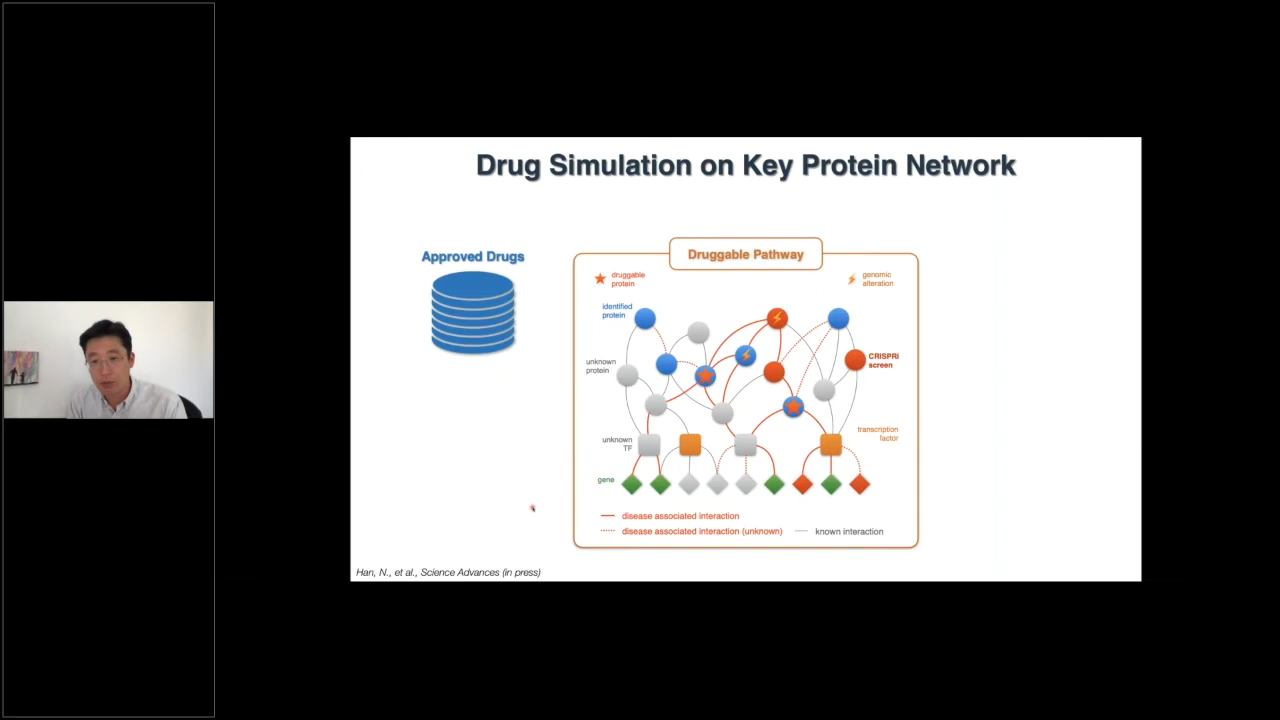 Drug Simulation on Key Protein Network
Approved Drugs
Druggable Pathway
druggable
protein
genomic
alteration
identified
protein
unknown
protein
CRISPRi
screen
unknown
TF
transcription
factor
gene
disease associated interaction
disease associated interaction (unknown)
known interaction
Han, N., et al., Science Advances (in press)